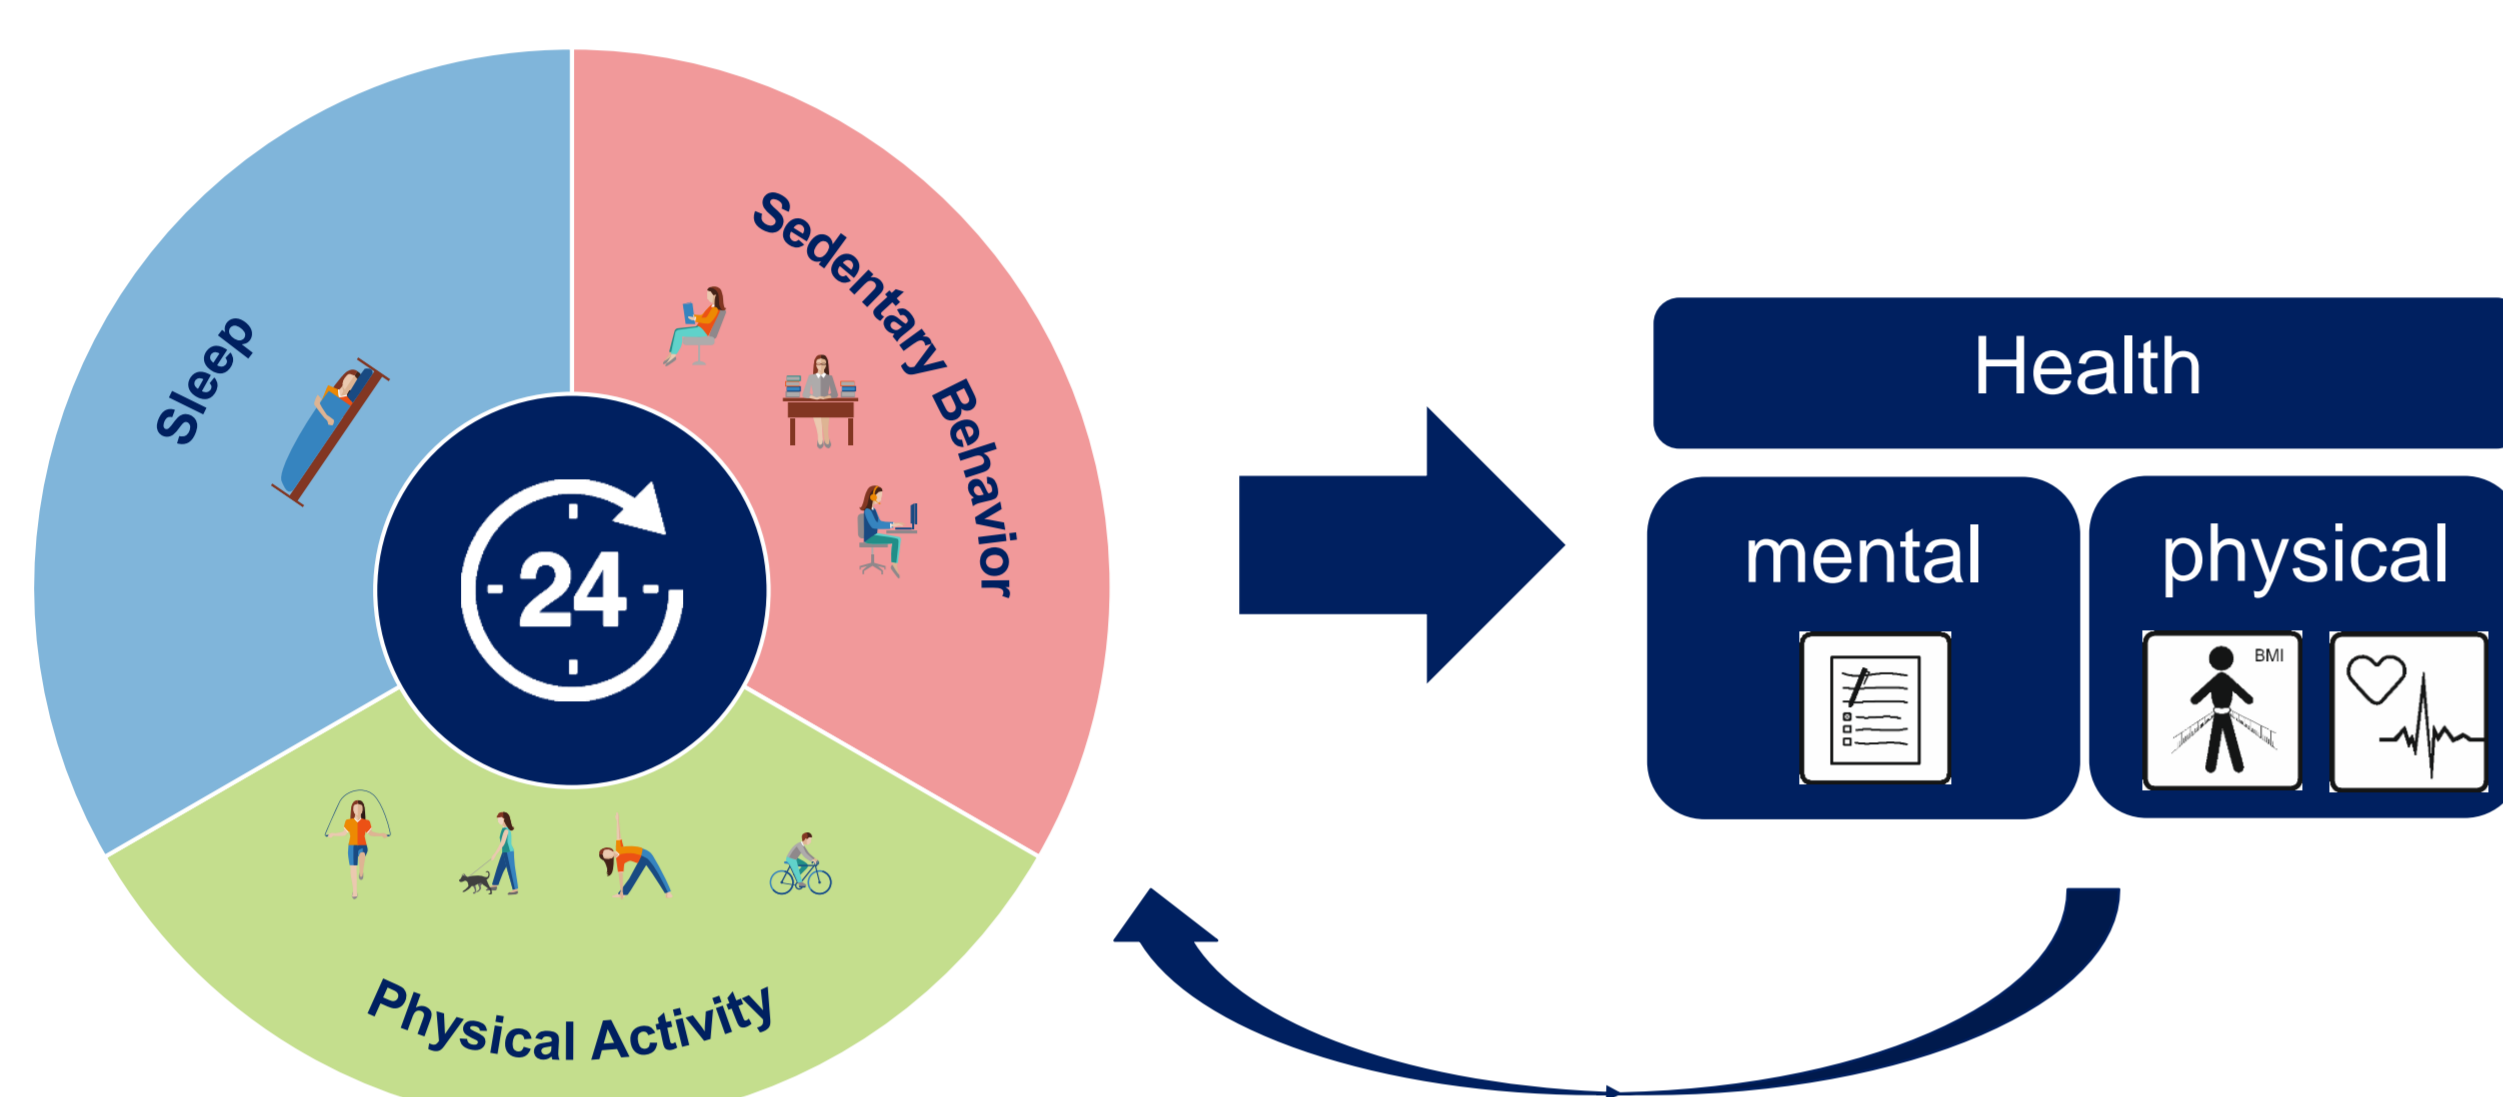 Sleep
Sedentary Behavior
24
Physical Activity
Health
mental
physical
BMI